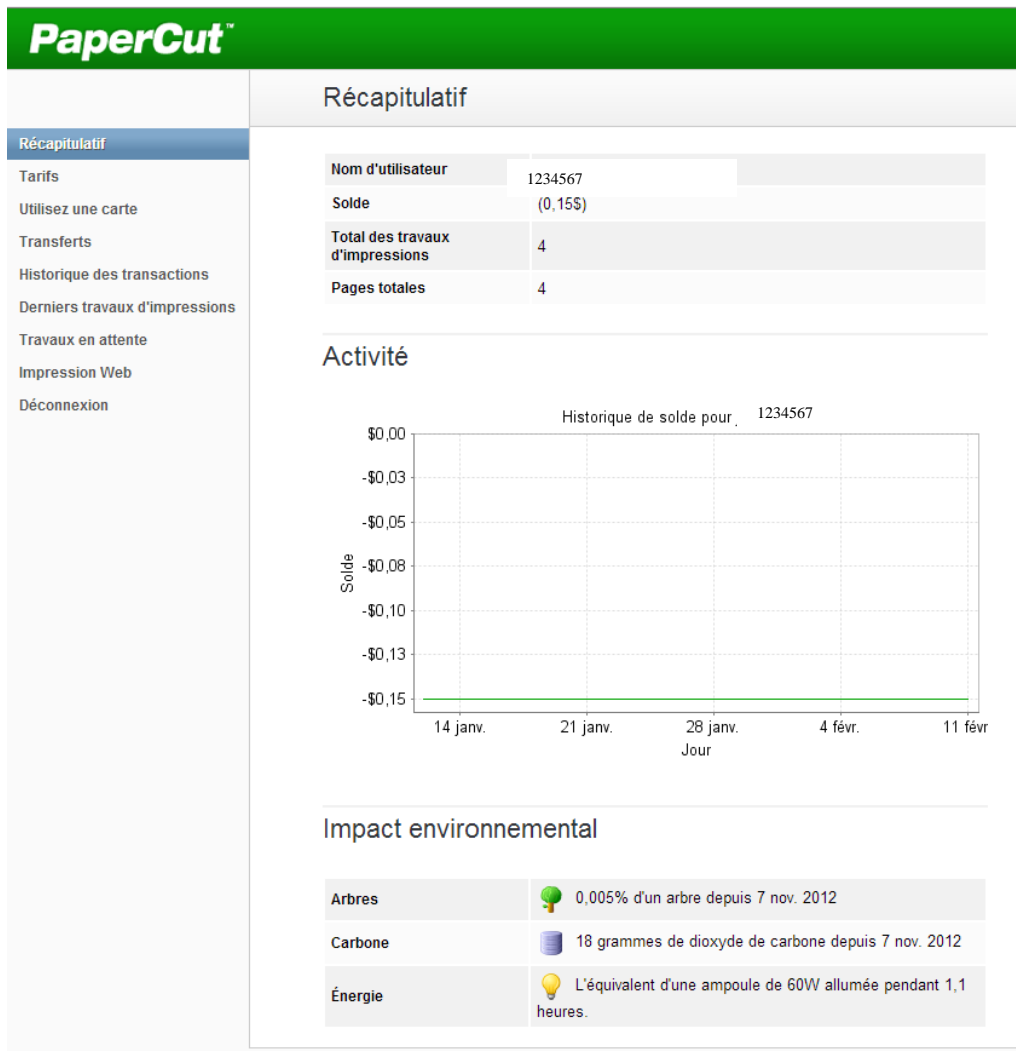 PaperCut™
Récapitulatif
Récapitulatif
Tarifs
Utilisez une carte
Transferts
Historique des transactions
Derniers travaux d'impressions
Travaux en attente
Impression Web
Déconnexion
Nom d'utilisateur 1234567
Solde (0,15$)
Total des travaux
d'impressions 4
Pages totales 4
Activité
Historique de solde pour 1234567
$0,00
-$0,03
-$0,05
-$0,08
-$0,10
-$0,13
-$0,15
Solde
14 janv. 21 janv. 28 janv. 4 févr. 11 févr
Jour
Impact environnemental
Arbres 0,005% d'un arbre depuis 7 nov. 2012
Carbone 18 grammes de dioxyde de carbone depuis 7 nov. 2012
Énergie L'équivalent d'une ampoule de 60W allumée pendant 1,1
heures.